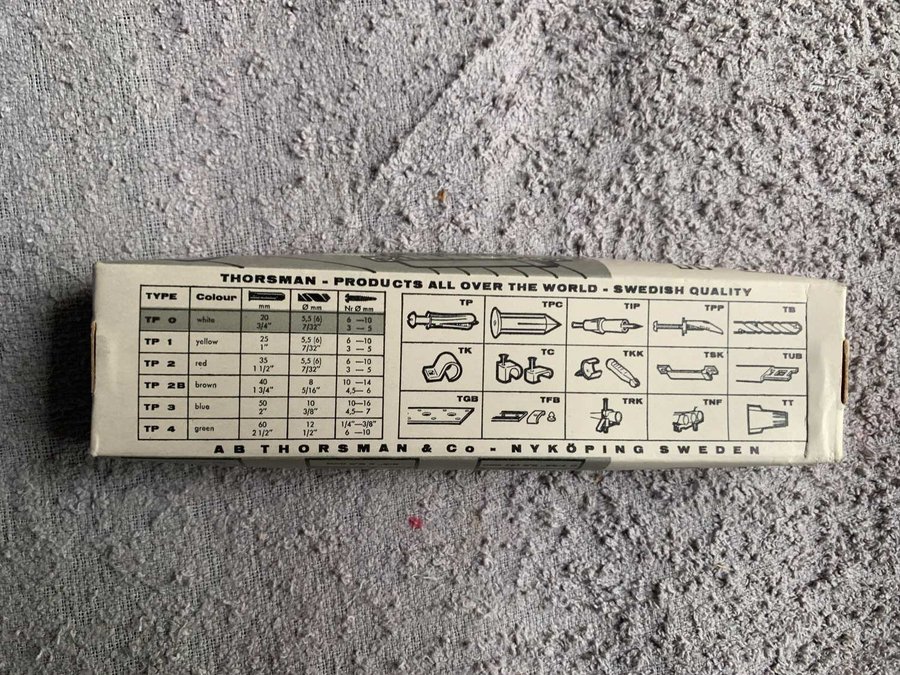 THORSMAN - PRODUCTS ALL OVER THE WORLD - SWEDISH QUALITY
TYPE Colour mm Ø mm Nr Ø mm
TP 0 white 20 5,5 (6) 6 — 10
3/4" 7/32" 3 — 5
TP 1 yellow 25 5,5 (6) 6 — 10
1" 7/32" 3 — 5
TP 2 red 35 5,5 (6) 6 — 10
1 1/2" 7/32" 3 — 5
TP 2B brown 40 8 10 — 14
1 3/4" 5/16" 4,5 — 6
TP 3 blue 50 10 10 — 16
2" 3/8" 4,5 — 7
TP 4 green 60 12 1/4" — 3/8"
2 1/2" 1/2" 6 — 10
TP TPC TIP TPP TB
TK TC TKK TSK TUB
TGB TFB TRK TNF TT
AB THORSMAN & Co - NYKÖPING SWEDEN